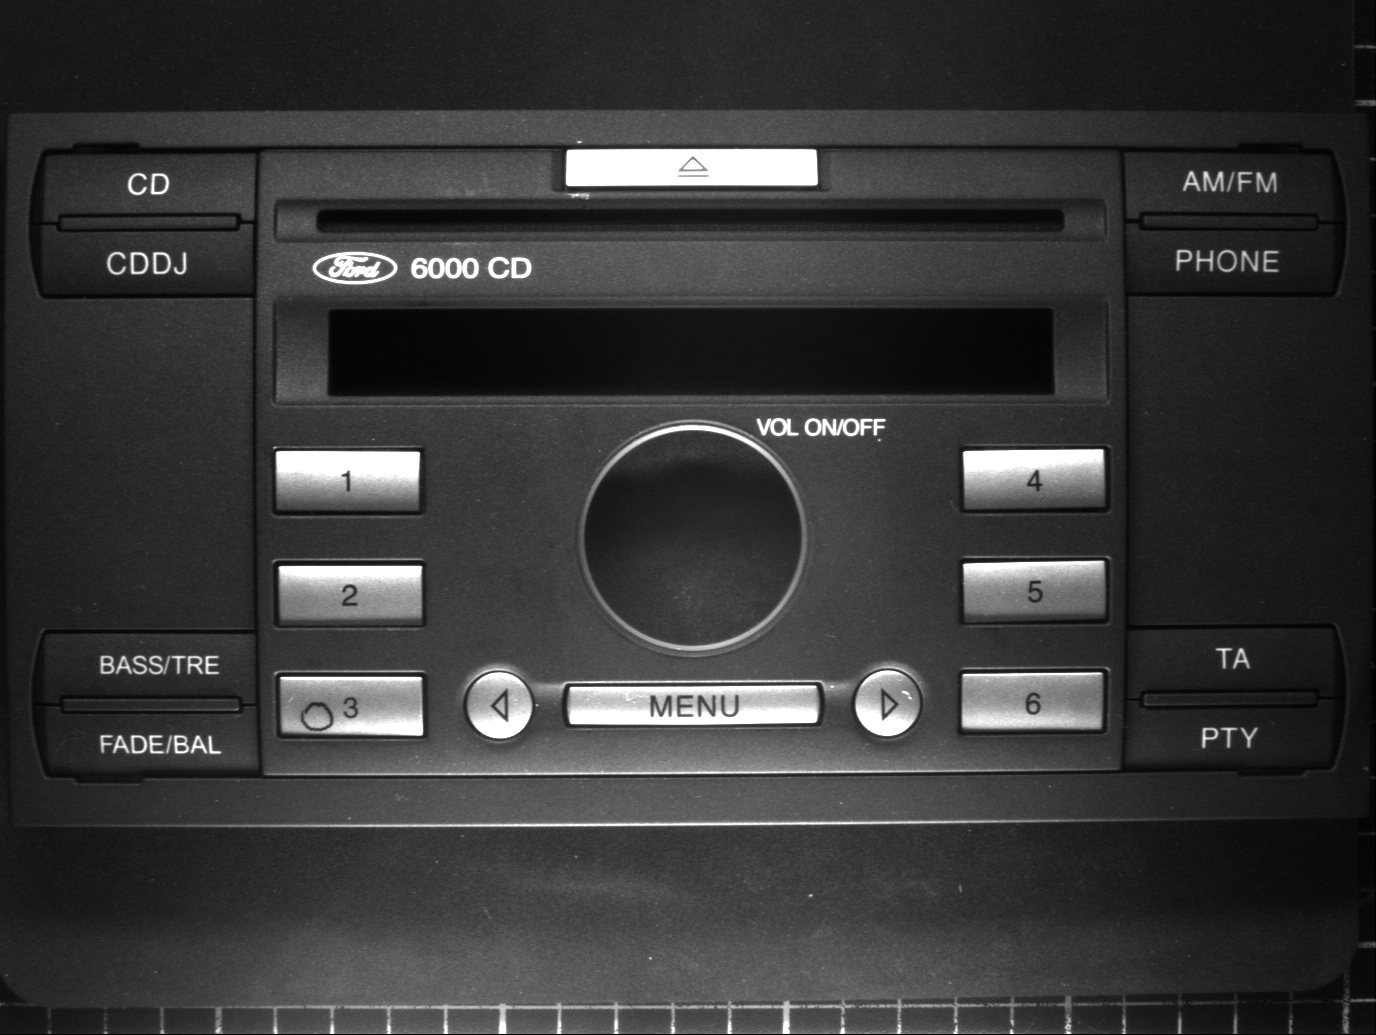 CD
AM/FM
CDDJ
PHONE
Ford 6000 CD
VOL ON/OFF
1
4
2
5
BASS/TRE
TA
3
MENU
6
FADE/BAL
PTY